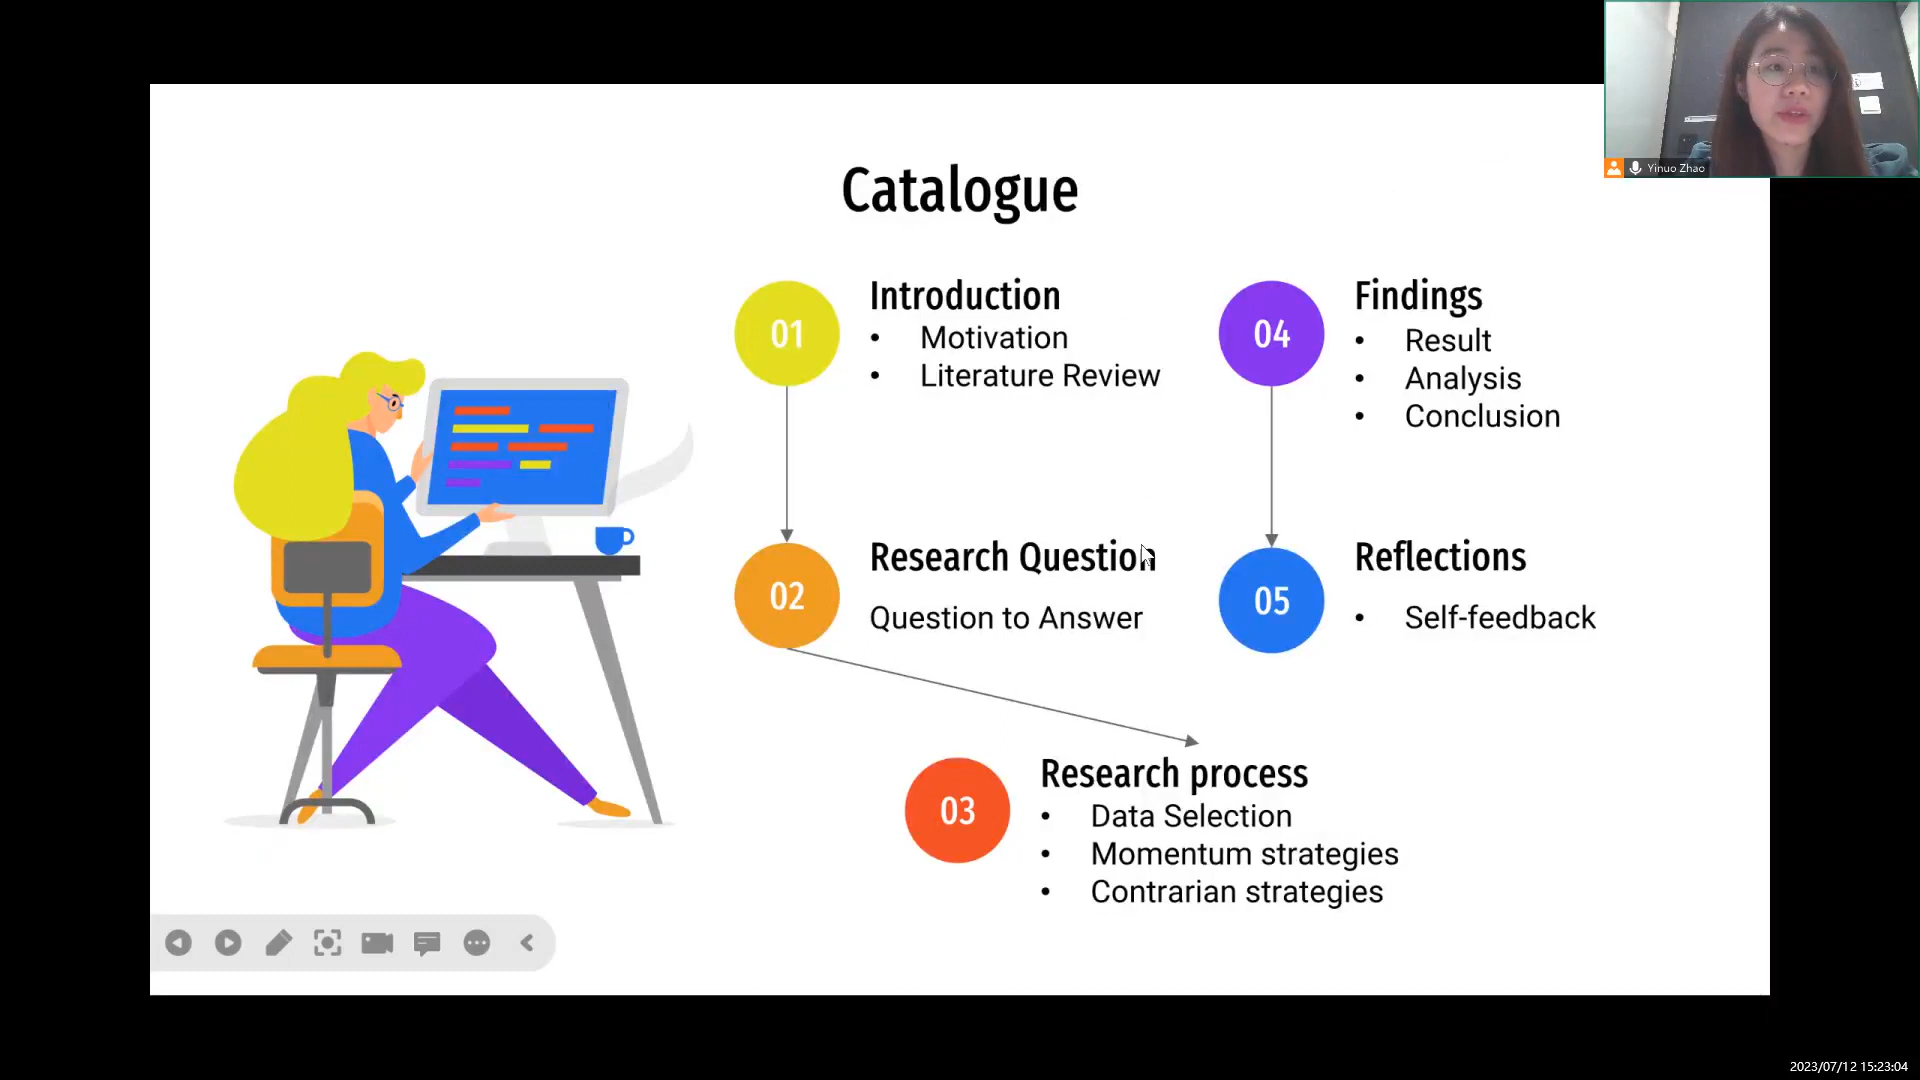 Yinuo Zhao
Catalogue
01
Introduction
• Motivation
• Literature Review
02
Research Question
Question to Answer
03
Research process
• Data Selection
• Momentum strategies
• Contrarian strategies
04
Findings
• Result
• Analysis
• Conclusion
05
Reflections
• Self-feedback
2023/07/12 15:23:04